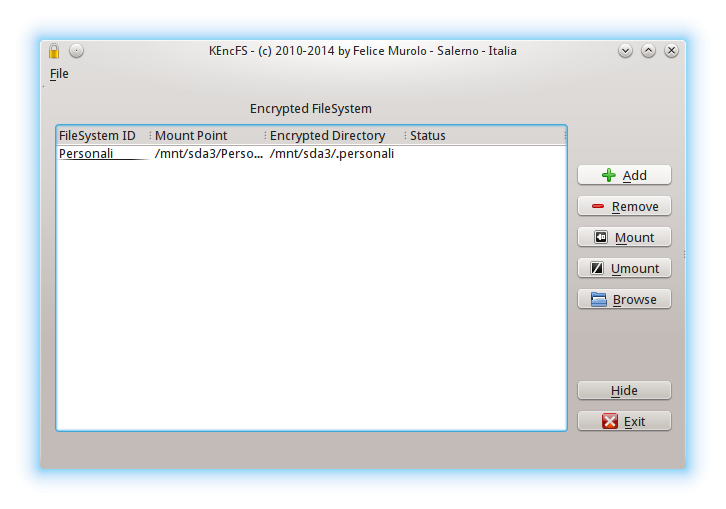 KEncFS - (c) 2010-2014 by Felice Murolo - Salerno - Italia
File
Encrypted FileSystem
FileSystem ID Mount Point Encrypted Directory Status
Personali /mnt/sda3/Perso... /mnt/sda3/.personali
Add
Remove
Mount
Umount
Browse
Hide
Exit